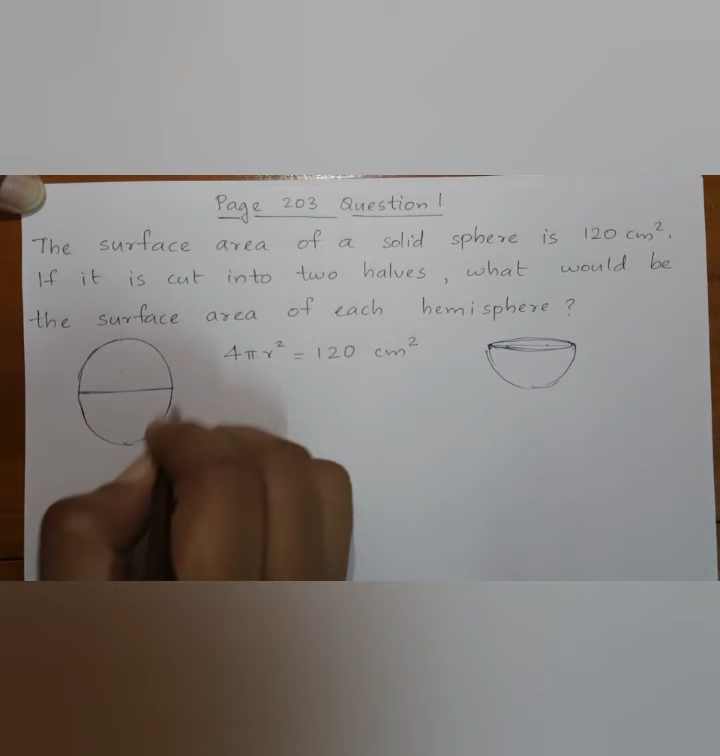 Page 203 Question 1
The surface area of a solid sphere is 120 cm².
If it is cut into two halves, what would be
the surface area of each hemisphere?
4πr² = 120 cm²